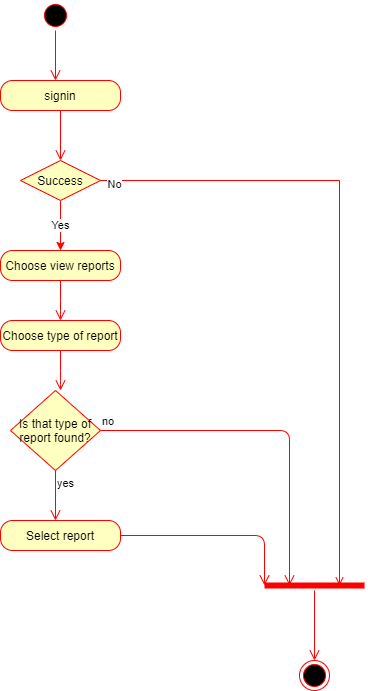 signin
Success
No
Yes
Choose view reports
Choose type of report
Is that type of
report found?
no
yes
Select report